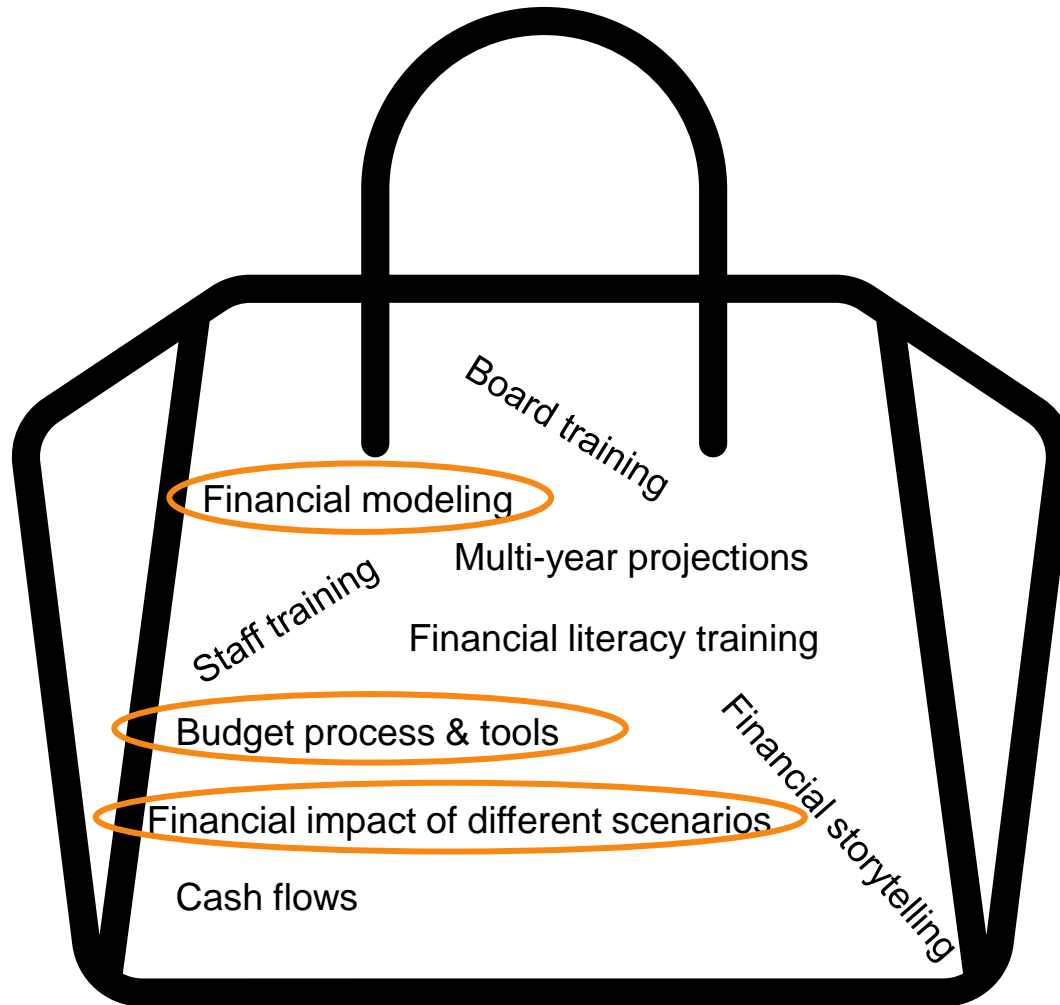 Board training
Financial modeling
Multi-year projections
Staff training
Financial literacy training
Budget process & tools
Financial storytelling
Financial impact of different scenarios
Cash flows